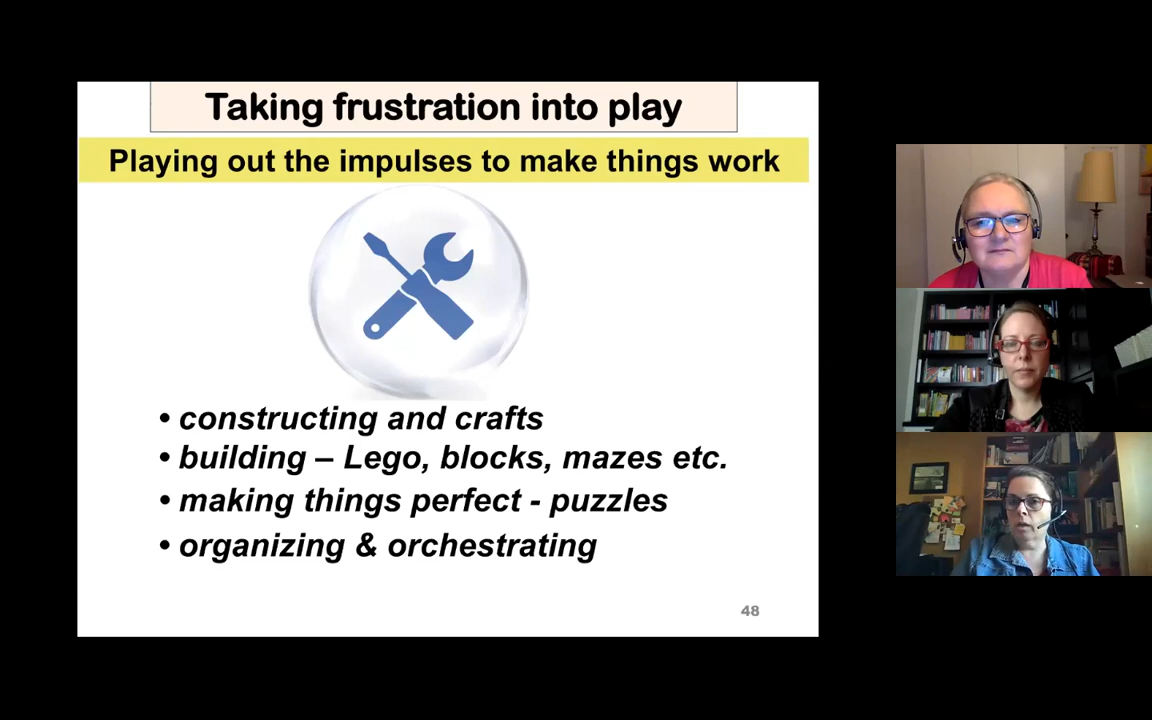 Taking frustration into play
Playing out the impulses to make things work
• constructing and crafts
• building – Lego, blocks, mazes etc.
• making things perfect - puzzles
• organizing & orchestrating
48